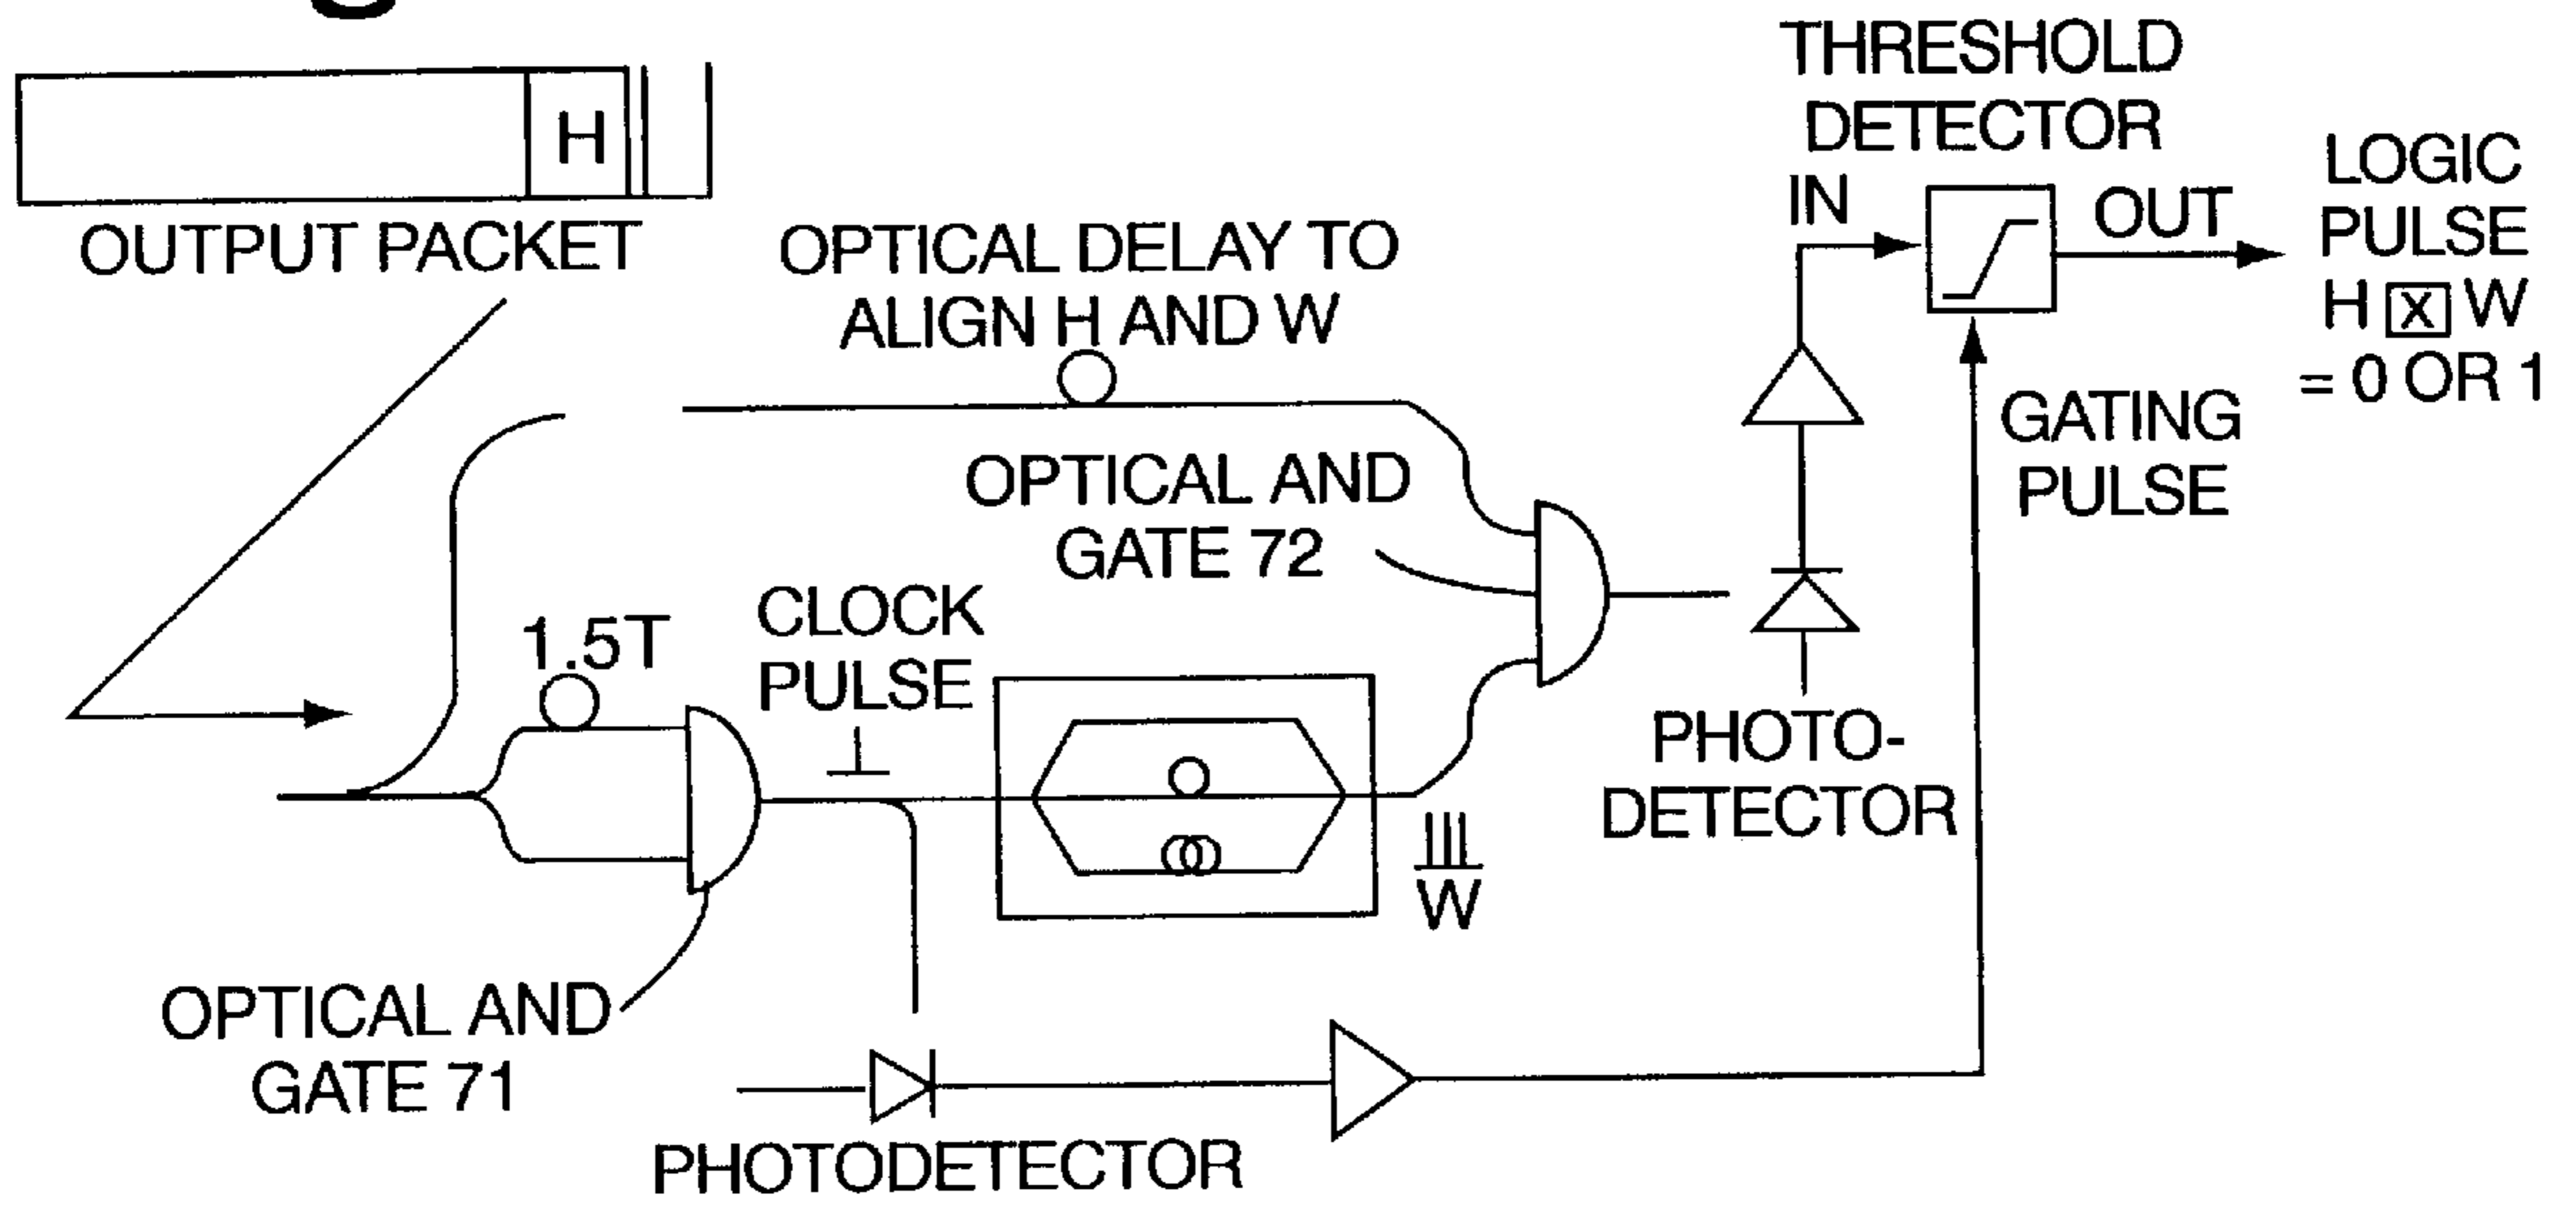 H
OUTPUT PACKET
OPTICAL DELAY TO
ALIGN H AND W
THRESHOLD
DETECTOR
IN
OUT
LOGIC
PULSE
H X W
= 0 OR 1
GATING
PULSE
OPTICAL AND
GATE 72
CLOCK
PULSE
1.5T
PHOTO-
DETECTOR
W
OPTICAL AND
GATE 71
PHOTODETECTOR